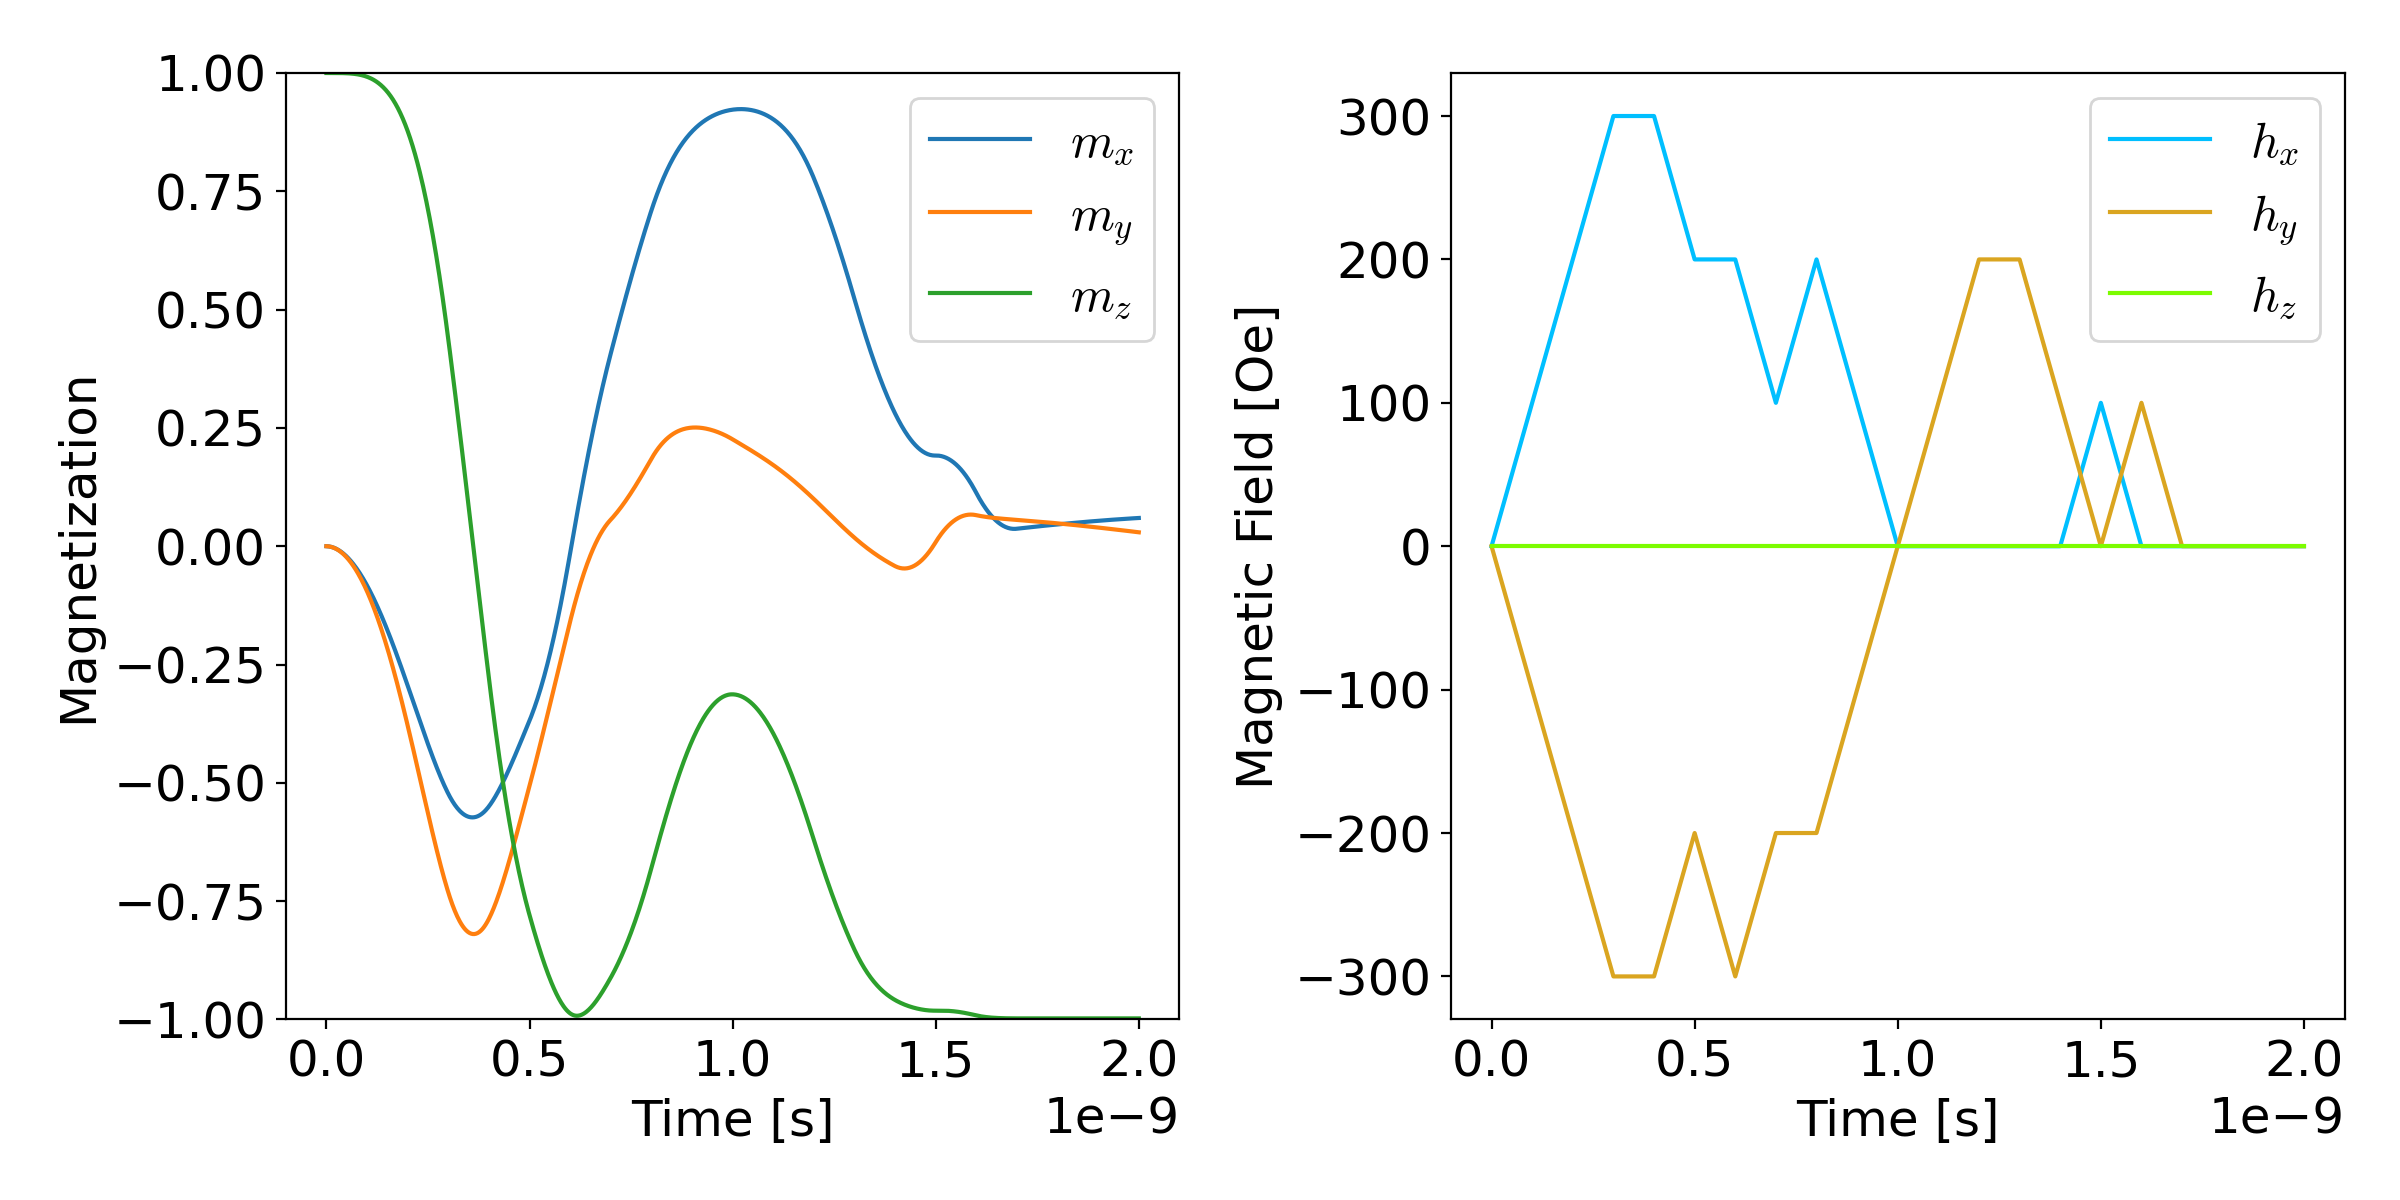 1.00
0.75
0.50
0.25
0.00
−0.25
−0.50
−0.75
−1.00
Magnetization
0.0 0.5 1.0 1.5 2.0
Time [s]
1e−9
m_x
m_y
m_z
300
200
100
0
−100
−200
−300
Magnetic Field [Oe]
0.0 0.5 1.0 1.5 2.0
Time [s]
1e−9
h_x
h_y
h_z